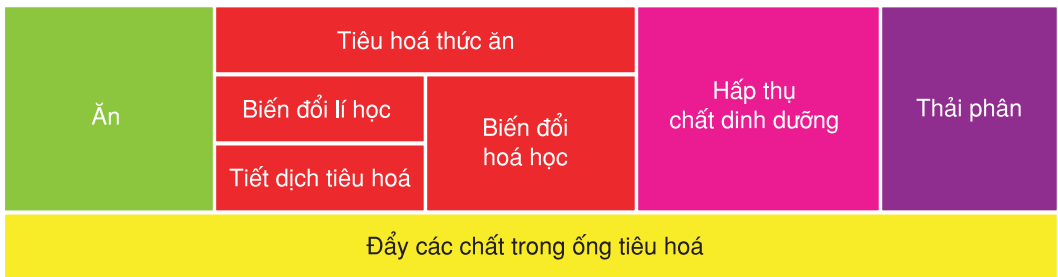 Ăn
Tiêu hoá thức ăn
Biến đổi lí học
Tiết dịch tiêu hoá
Biến đổi
hoá học
Hấp thụ
chất dinh dưỡng
Thải phân
Đẩy các chất trong ống tiêu hoá